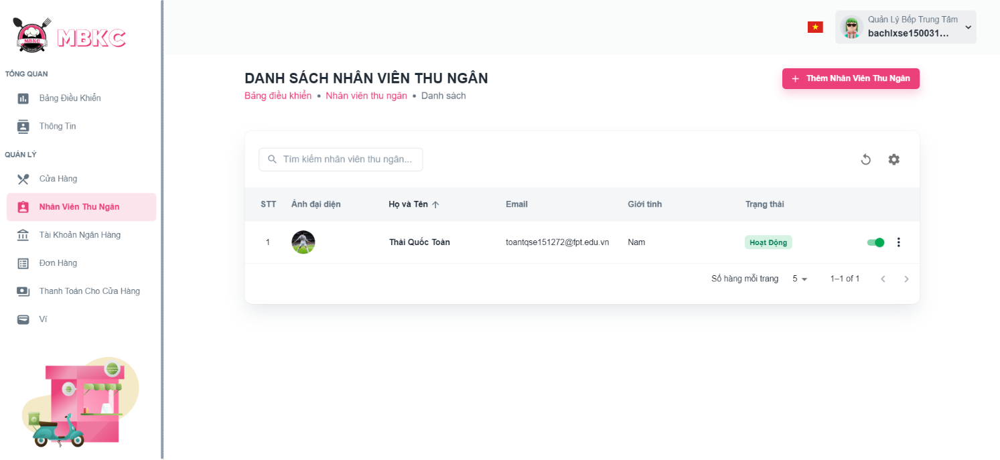 MBKC
MBKC
Quản Lý Bếp Trung Tâm
bachlxse150031...
TỔNG QUAN
Bảng Điều Khiển
Thông Tin
QUẢN LÝ
Cửa Hàng
Nhân Viên Thu Ngân
Tài Khoản Ngân Hàng
Đơn Hàng
Thanh Toán Cho Cửa Hàng
Ví
DANH SÁCH NHÂN VIÊN THU NGÂN
Bảng điều khiển • Nhân viên thu ngân • Danh sách
+ Thêm Nhân Viên Thu Ngân
Tìm kiếm nhân viên thu ngân...
STT Ảnh đại diện Họ và Tên ↑ Email Giới tính Trạng thái
1 Thái Quốc Toàn toantqse151272@fpt.edu.vn Nam Hoạt Động
Số hàng mỗi trang 5 1–1 of 1